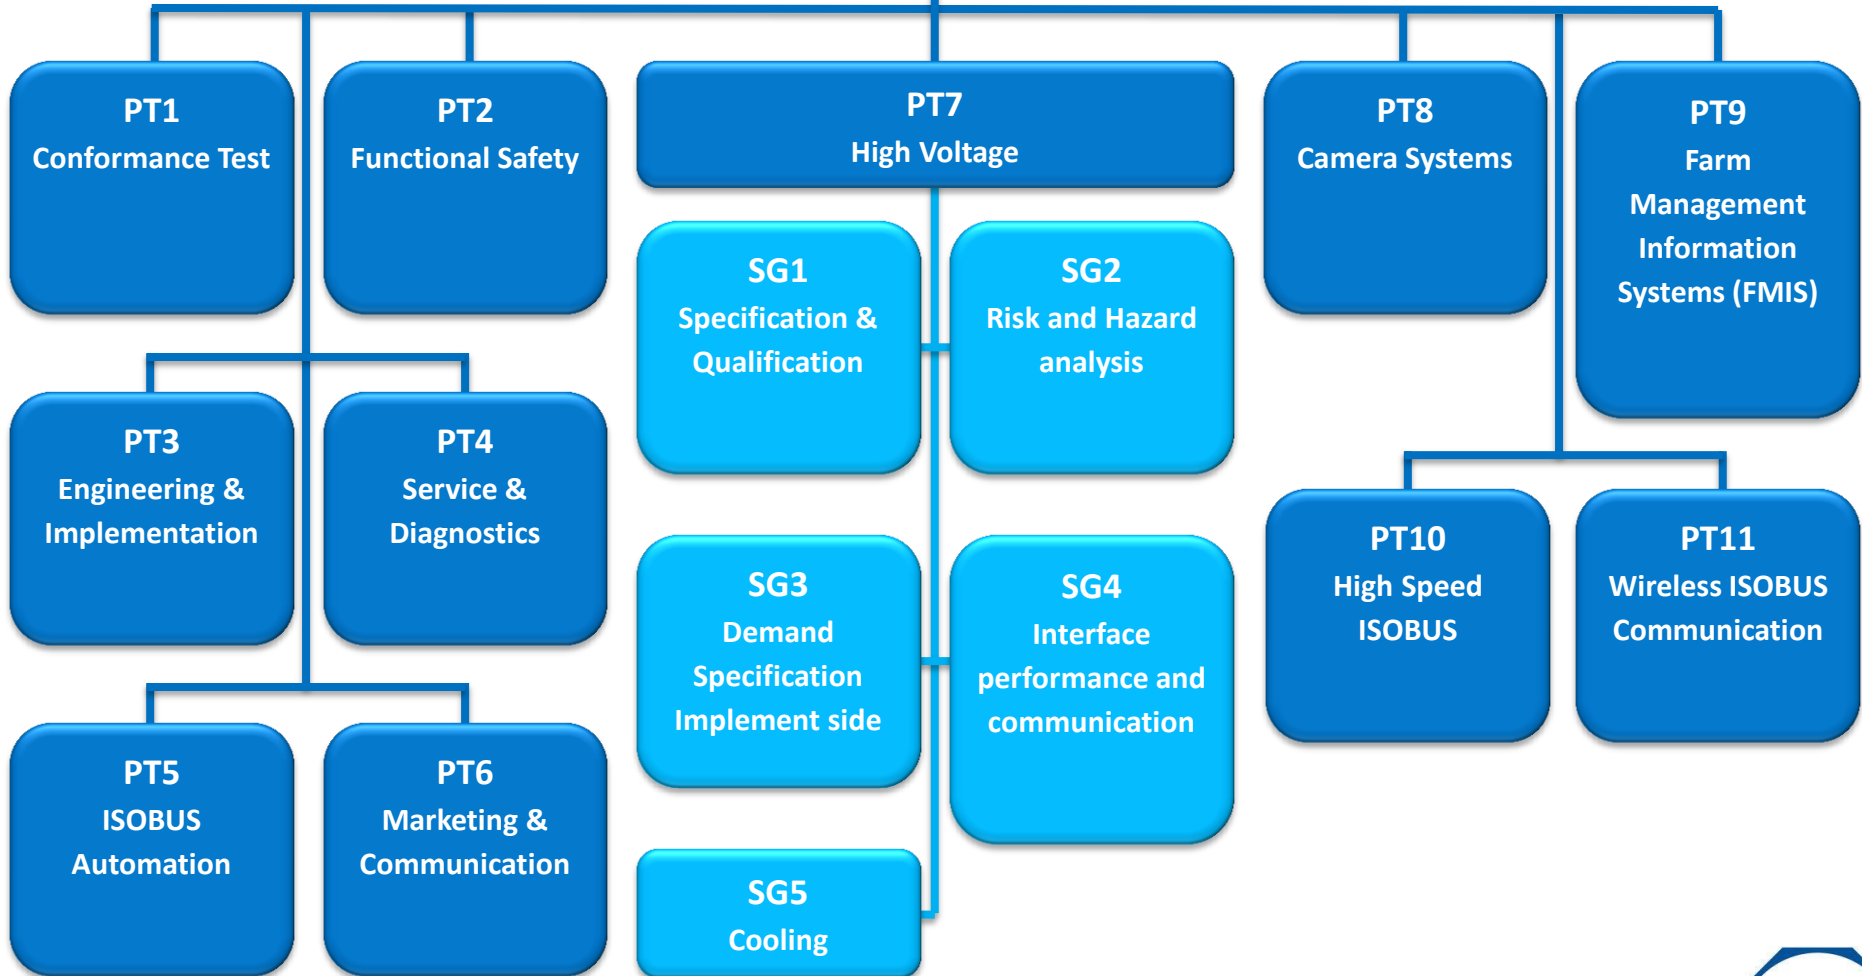 PT1
Conformance Test
PT2
Functional Safety
PT7
High Voltage
PT8
Camera Systems
PT9
Farm
Management
Information
Systems (FMIS)
SG1
Specification &
Qualification
SG2
Risk and Hazard
analysis
PT3
Engineering &
Implementation
PT4
Service &
Diagnostics
SG3
Demand
Specification
Implement side
SG4
Interface
performance and
communication
PT10
High Speed
ISOBUS
PT11
Wireless ISOBUS
Communication
PT5
ISOBUS
Automation
PT6
Marketing &
Communication
SG5
Cooling